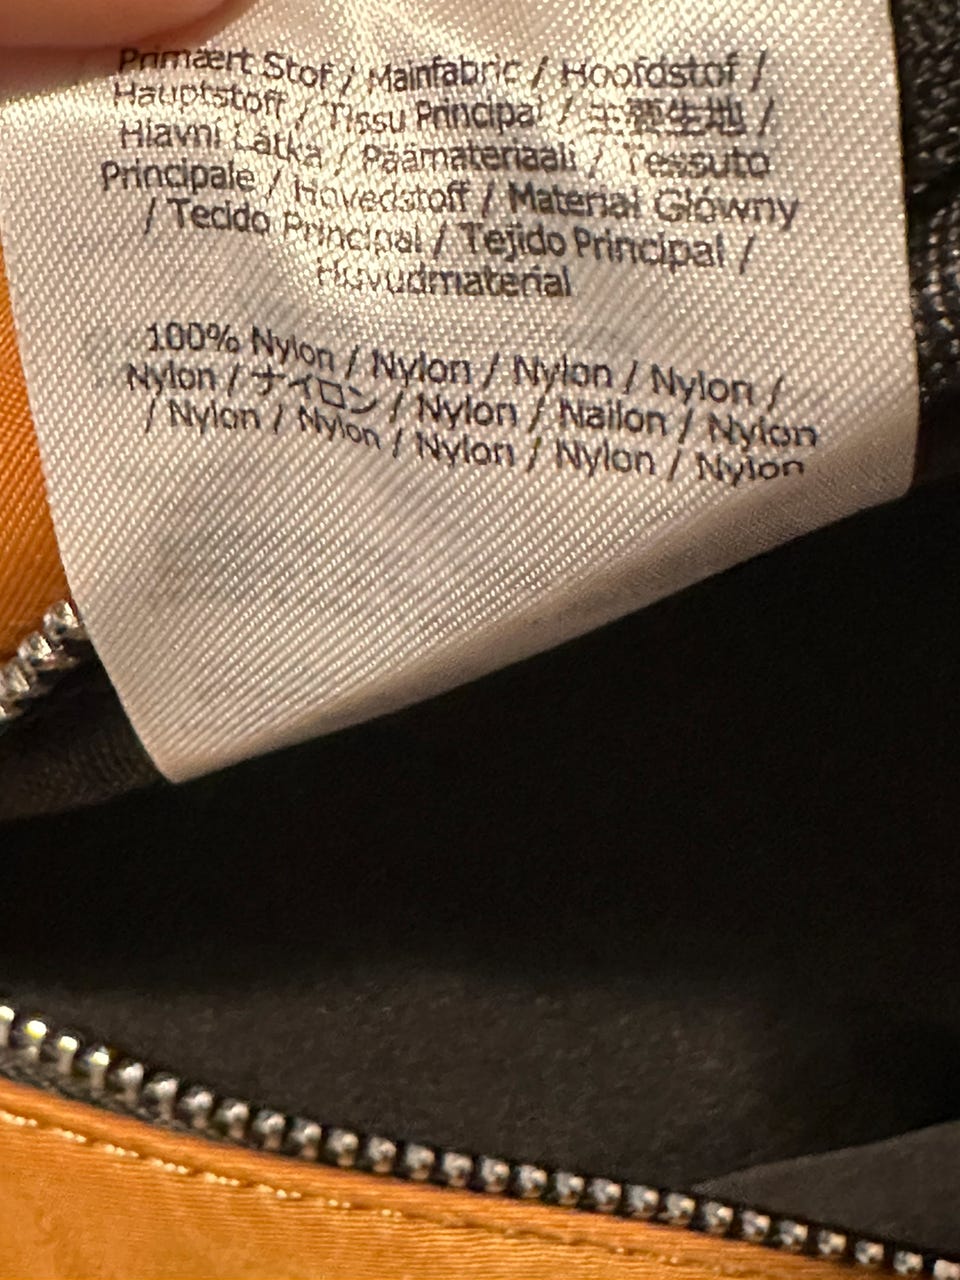 Primært Stof / Mainfabric / Hoofdstof /
Hauptstoff / Tissu Principal / 主要生地 /
Hlavní Látka / Päämateriaali / Tessuto
Principale / Hovedstoff / Materiał Główny
/ Tecido Principal / Tejido Principal /
Huvudmaterial
100% Nylon / Nylon / Nylon / Nylon /
Nylon / ナイロン / Nylon / Nailon / Nylon
/ Nylon / Nylon / Nylon / Nylon / Nylon